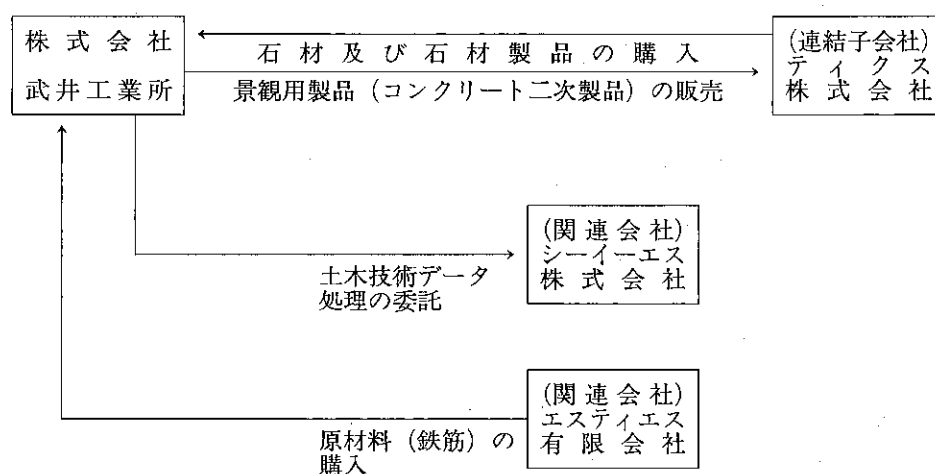 株式会社
武井工業所
石材及び石材製品の購入
景観用製品（コンクリート二次製品）の販売
(連結子会社)
ティクス
株式会社
土木技術データ
処理の委託
(関連会社)
シーイーエス
株式会社
原材料（鉄筋）の
購入
(関連会社)
エスティエス
有限会社